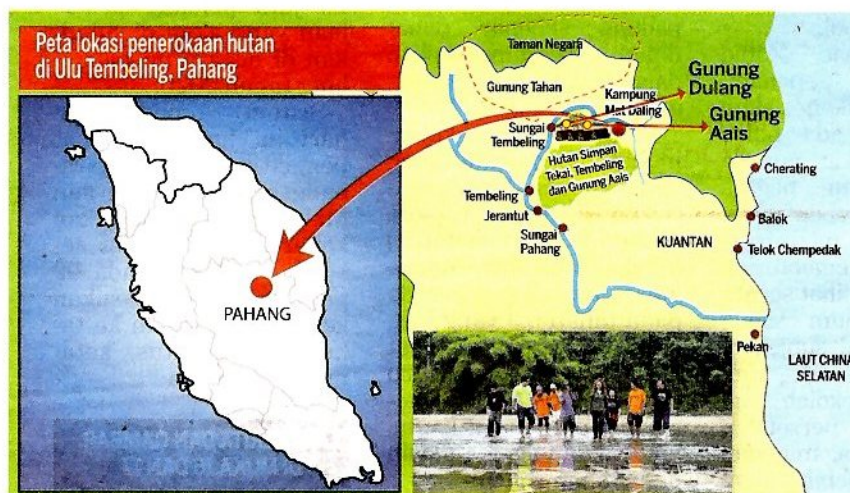 Peta lokasi penerokaan hutan
di Ulu Tembeling, Pahang
PAHANG
Taman Negara
Gunung Tahan
Kampung
Mat Daling
Gunung
Dulang
Gunung
Aais
Sungai
Tembeling
Hutan Simpan
Tekai, Tembeling
dan Gunung Aais
Tembeling
Jerantut
Sungai
Pahang
KUANTAN
Cherating
Balok
Telok Chempedak
Pekan
LAUT CHINA
SELATAN